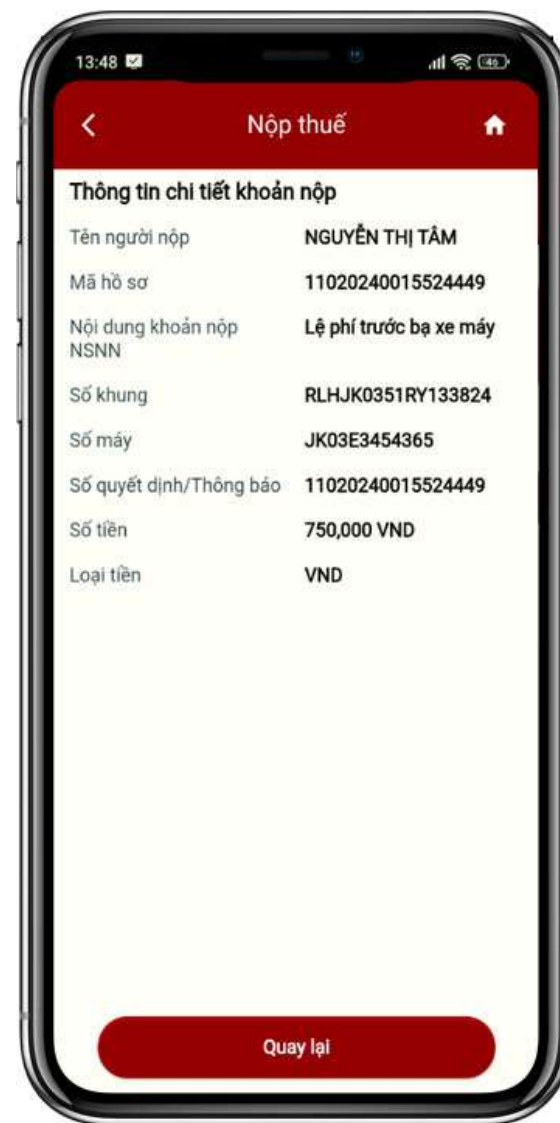 13:48
46
Nộp thuế
Thông tin chi tiết khoản nộp
Tên người nộp NGUYỄN THỊ TÂM
Mã hồ sơ 11020240015524449
Nội dung khoản nộp Lệ phí trước bạ xe máy
NSNN
Số khung RLHJK0351RY133824
Số máy JK03E3454365
Số quyết định/Thông báo 11020240015524449
Số tiền 750,000 VND
Loại tiền VND
Quay lại